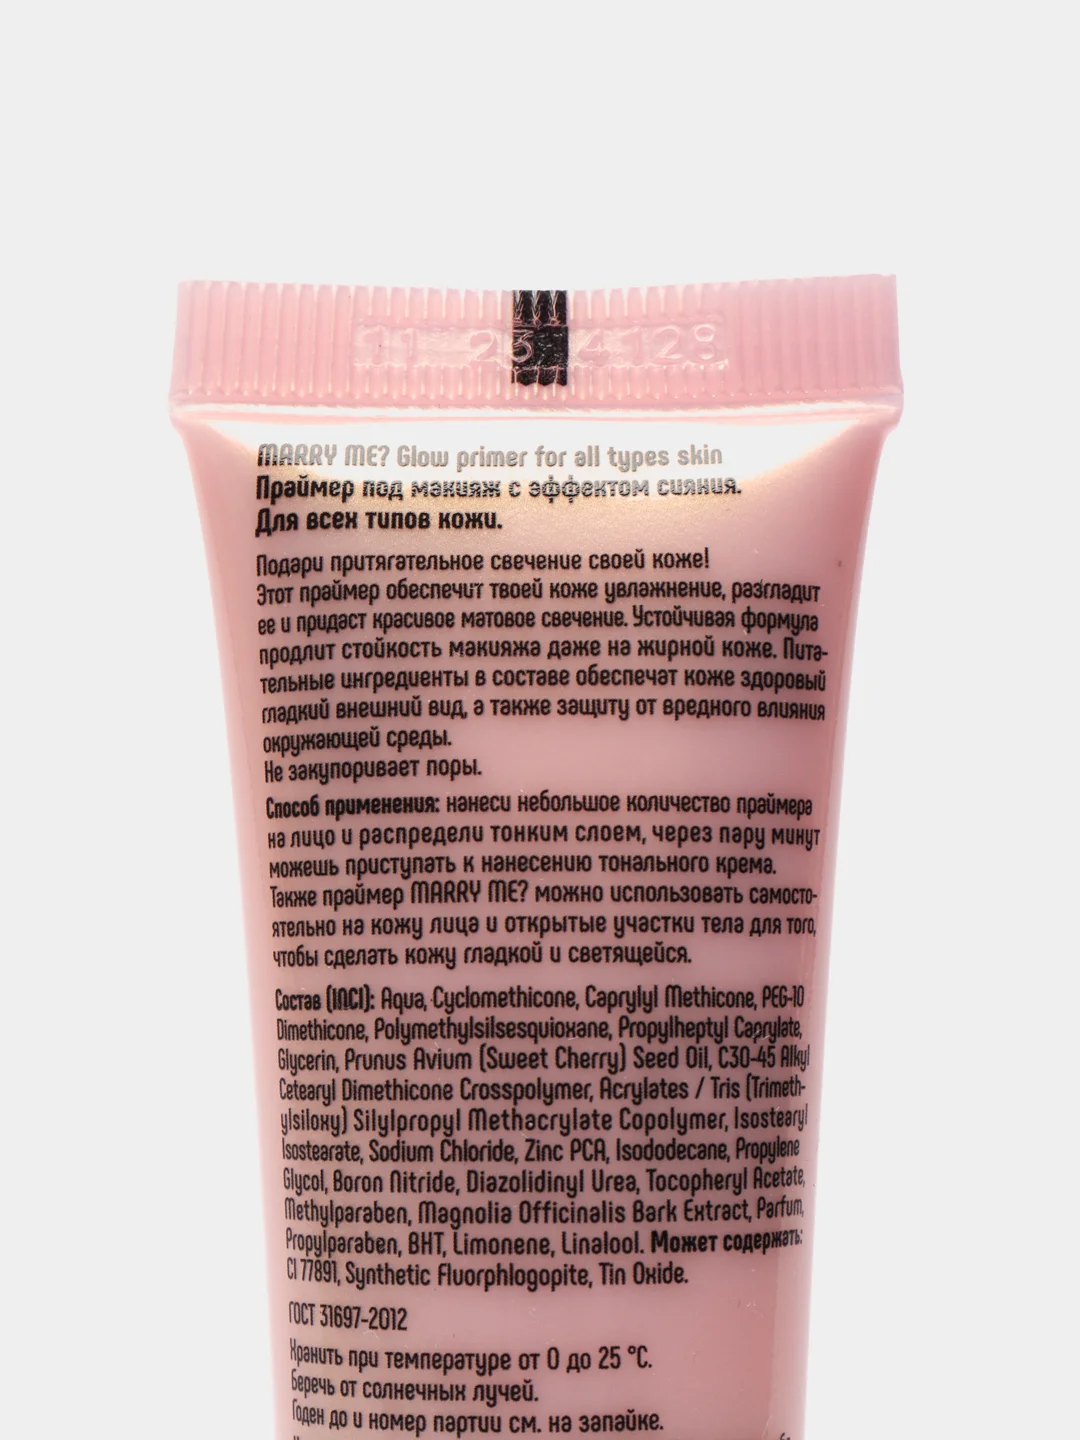 11 23 4128
MARRY ME? Glow primer for all types skin
Праймер под макияж с эффектом сияния.
Для всех типов кожи.
Подари притягательное свечение своей коже!
Этот праймер обеспечит твоей коже увлажнение, разгладит
ее и придаст красивое матовое свечение. Устойчивая формула
продлит стойкость макияжа даже на жирной коже. Пита-
тельные ингредиенты в составе обеспечат коже здоровый
гладкий внешний вид, а также защиту от вредного влияния
окружающей среды.
Не закупоривает поры.
Способ применения: нанеси небольшое количество праймера
на лицо и распредели тонким слоем, через пару минут
можешь приступать к нанесению тонального крема.
Также праймер MARRY ME? можно использовать самосто-
ятельно на кожу лица и открытые участки тела для того,
чтобы сделать кожу гладкой и светящейся.
Состав (INCI): Aqua, Cyclomethicone, Caprylyl Methicone, PEG-10
Dimethicone, Polymethylsilsesquioxane, Propylheptyl Caprylate,
Glycerin, Prunus Avium (Sweet Cherry) Seed Oil, C30-45 Alkyl
Cetearyl Dimethicone Crosspolymer, Acrylates / Tris (Trimeth-
ylsiloxy) Silylpropyl Methacrylate Copolymer, Isostearyl
Isostearate, Sodium Chloride, Zinc PCA, Isododecane, Propylene
Glycol, Boron Nitride, Diazolidinyl Urea, Tocopheryl Acetate,
Methylparaben, Magnolia Officinalis Bark Extract, Parfum,
Propylparaben, BHT, Limonene, Linalool. Может содержать:
CI 77891, Synthetic Fluorphlogopite, Tin Oxide.
ГОСТ 31697-2012
Хранить при температуре от 0 до 25 °C.
Беречь от солнечных лучей.
Годен до и номер партии см. на запайке.